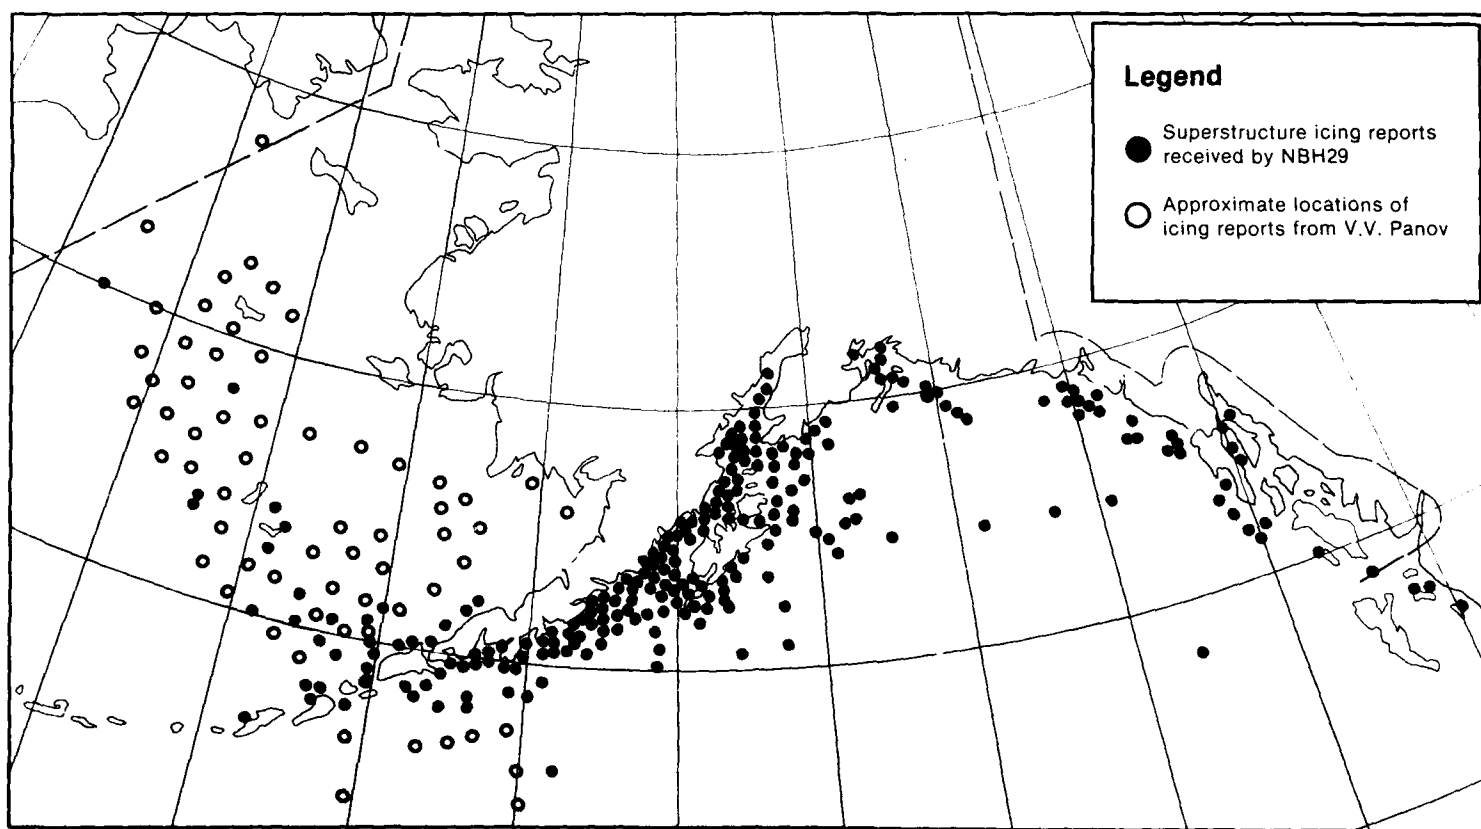 Legend
Superstructure icing reports
received by NBH29
Approximate locations of
icing reports from V.V. Panov